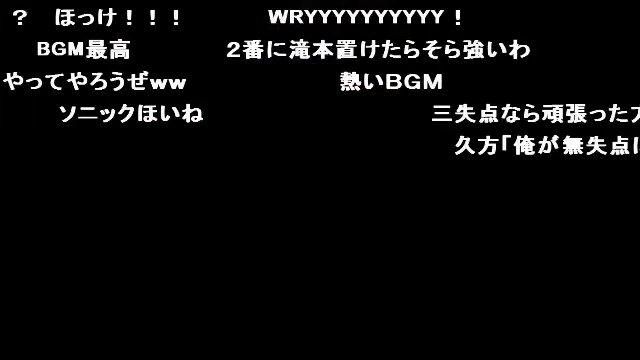 ？　ほっけ！！！　WRYYYYYYYYYY！
BGM最高　2番に滝本置けたらそら強いわ
やってやろうぜww　熱いBGM
ソニックほいね　三失点なら頑張った方
久方「俺が無失点に